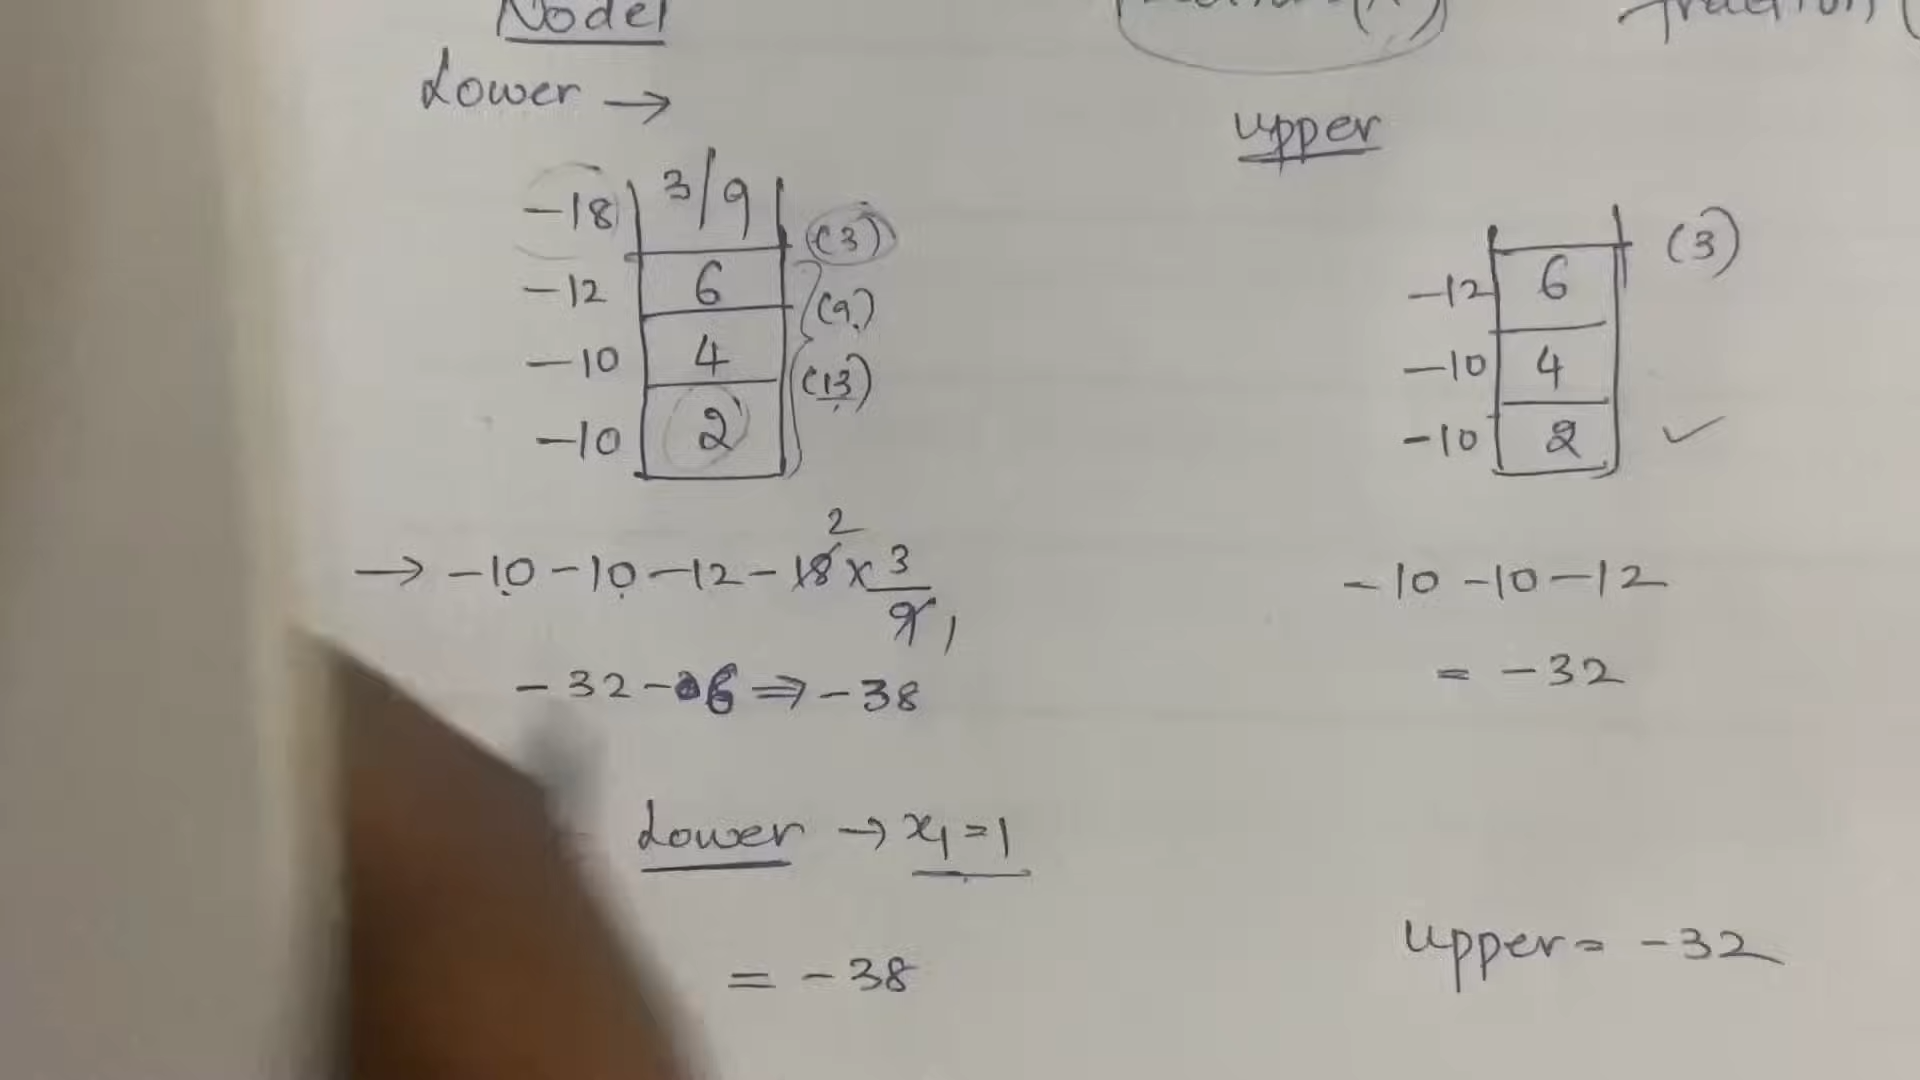 Node1
Lower →
upper
-18 3/9 (3)
-12 6 (9)
-10 4 (13)
-10 2
(3)
-12 6
-10 4
-10 2 ✓
→ -10 -10 -12 - 18 2 x 3/9 1
-32 - 6 ⇒ -38
-10 -10 -12
= -32
Lower → x1 = 1
= -38
upper = -32